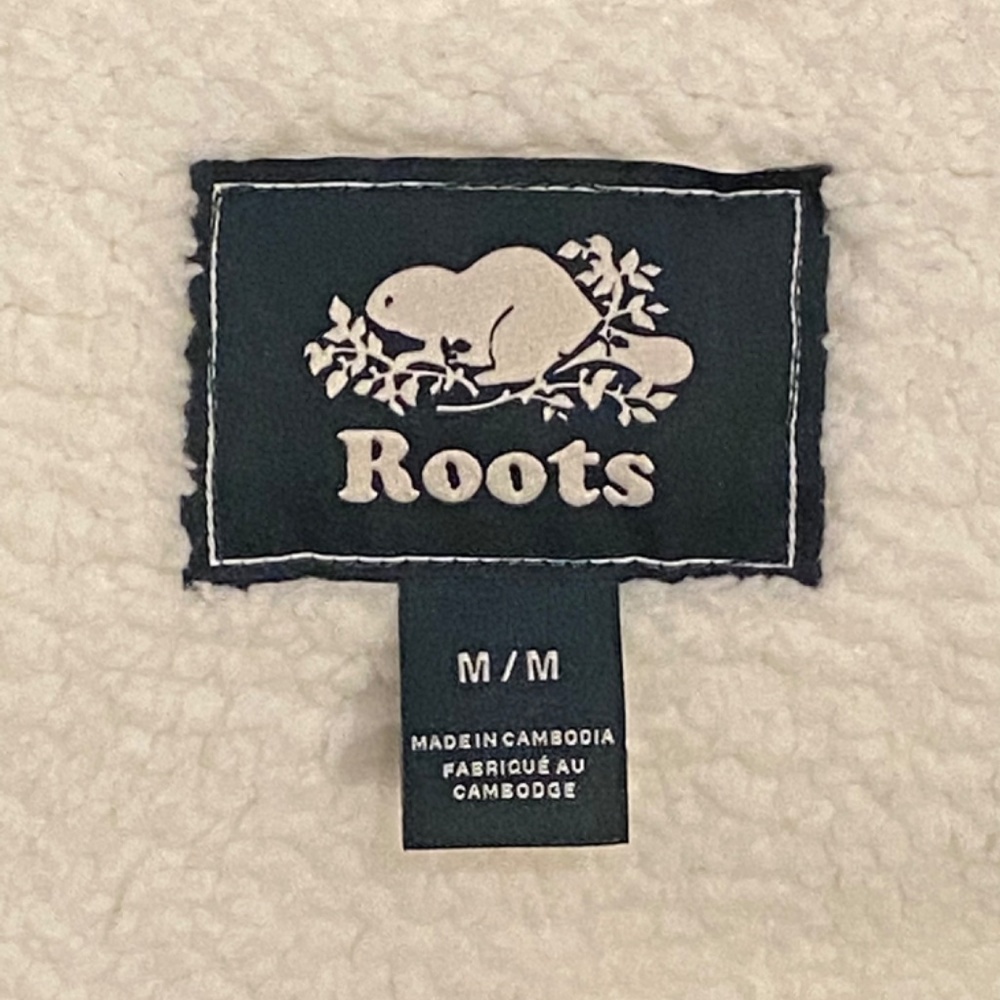 Roots
M/M
MADE IN CAMBODIA
FABRIQUÉ AU
CAMBODGE